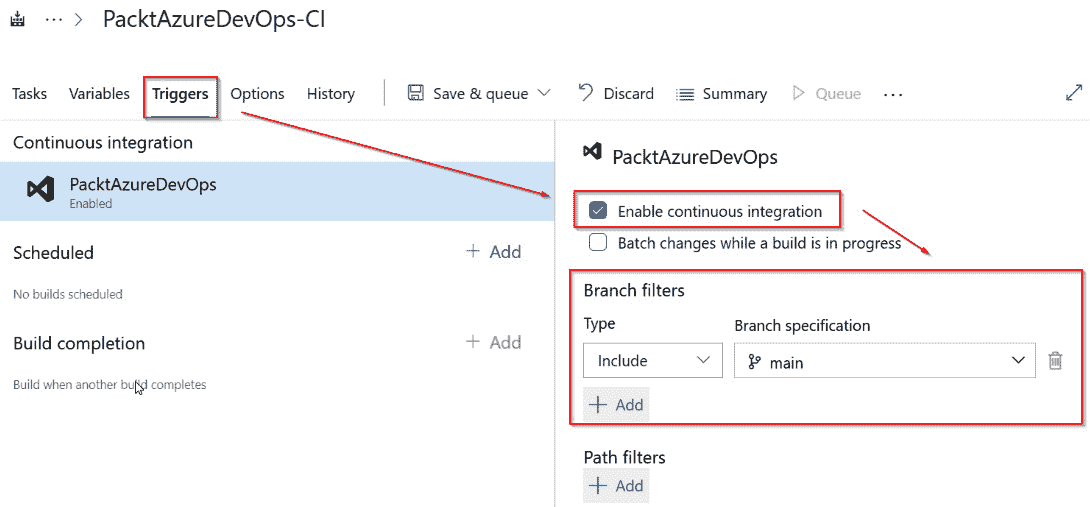 ··· > PacktAzureDevOps-CI
Tasks Variables Triggers Options History Save & queue Discard Summary Queue ...
Continuous integration
PacktAzureDevOps
Enabled
Scheduled + Add
No builds scheduled
Build completion + Add
Build when another build completes
PacktAzureDevOps
Enable continuous integration
Batch changes while a build is in progress
Branch filters
Type Branch specification
Include main
+ Add
Path filters
+ Add